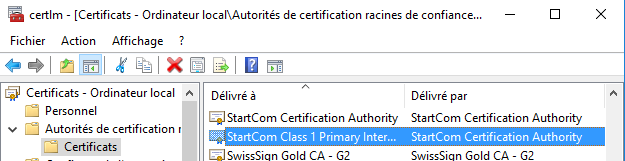 certlm - [Certificats - Ordinateur local\Autorités de certification racines de confiance...
Fichier Action Affichage ?
Certificats - Ordinateur local
Personnel
Autorités de certification r
Certificats
Délivré à Délivré par
StartCom Certification Authority StartCom Certification Authority
StartCom Class 1 Primary Inter... StartCom Certification Authority
SwissSign Gold CA - G2 SwissSign Gold CA - G2